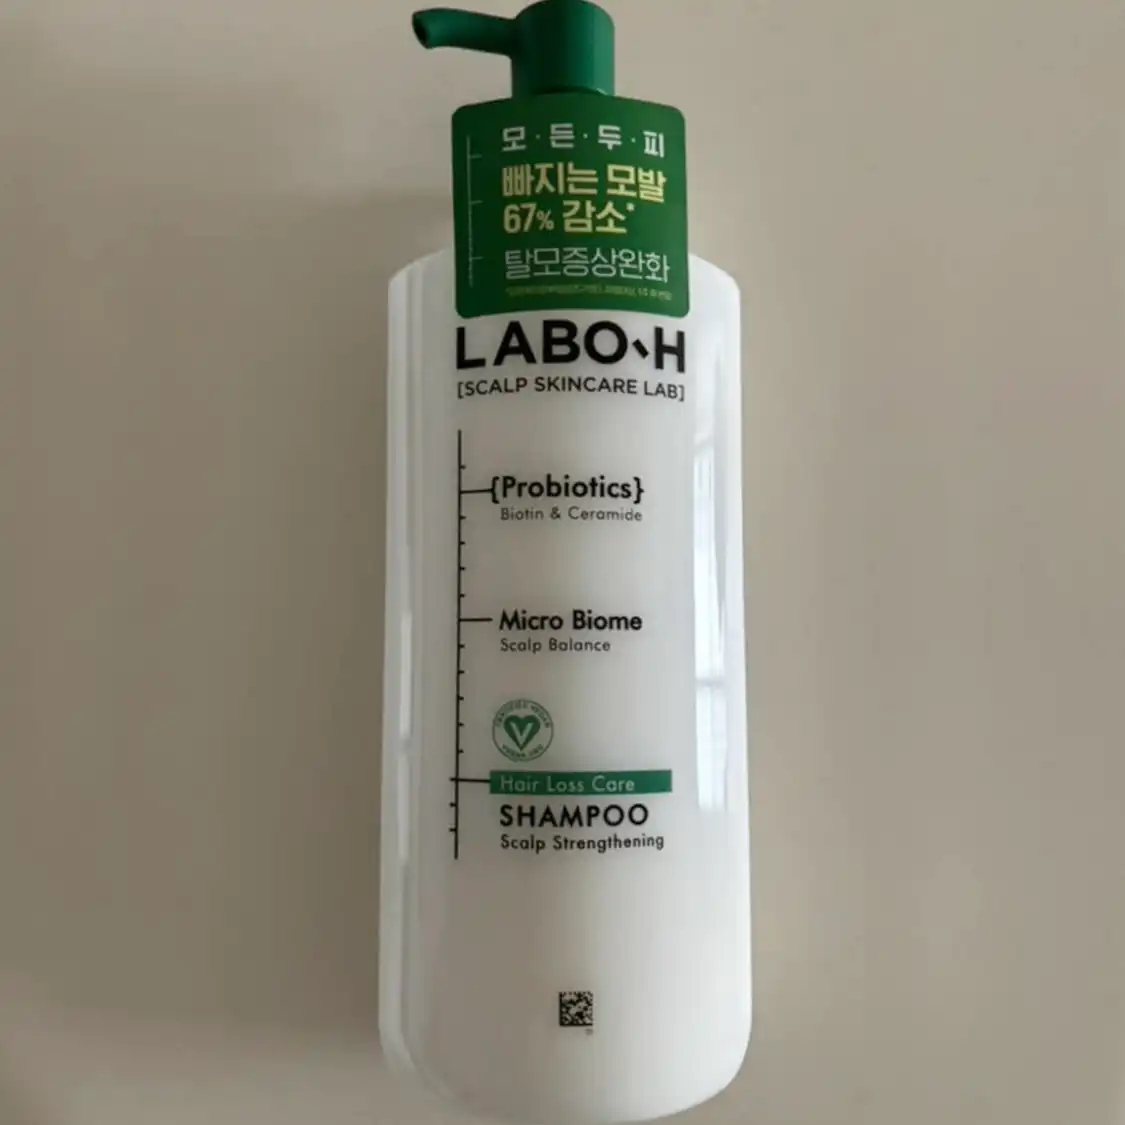 모·든·두·피
빠지는 모발
67% 감소*
탈모증상완화
LABO-H
[SCALP SKINCARE LAB]
{Probiotics}
Biotin & Ceramide
Micro Biome
Scalp Balance
Hair Loss Care
SHAMPOO
Scalp Strengthening